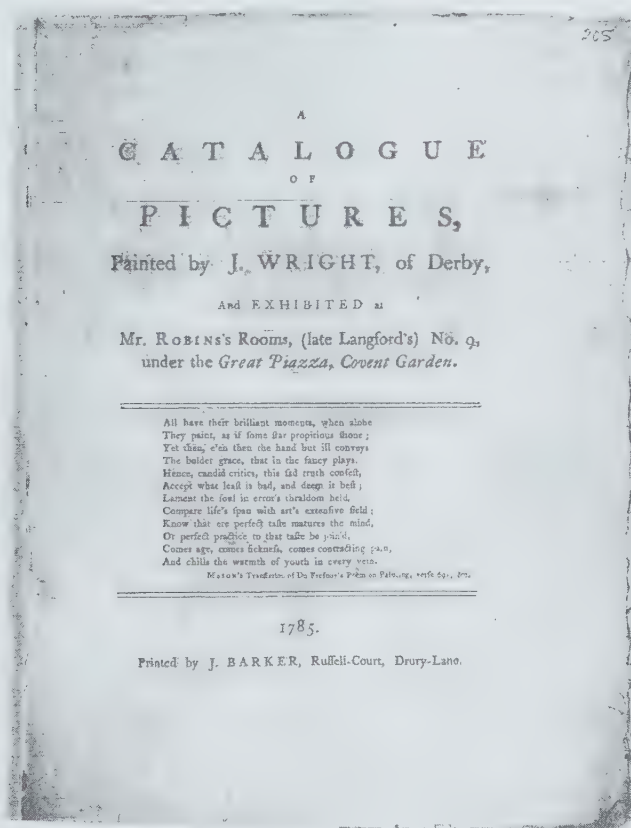 205
A
CATALOGUE
OF
PICTURES,
Painted by J. WRIGHT, of Derby,
And EXHIBITED at
Mr. ROBINS's Rooms, (late Langford's) No. 9,
under the Great Piazza, Covent Garden.
All have their brilliant moments, when alone
They paint, as if ſome ſtar propitious ſhone;
Yet then, e'en then the hand but ill conveys
The bolder grace, that in the fancy plays.
Hence, candid critics, this ſad truth confeſt,
Accept what leaſt is bad, and deem it beſt;
Lament the ſoul in error's thraldom held,
Compare life's ſpan with art's extenſive field;
Know that ere perfect taſte matures the mind,
Or perfect practice to that taſte be join'd,
Comes age, comes ſickneſs, comes contracting pain,
And chills the warmth of youth in every vein.
MASON's Tranſlation of Du Freſnoy's Poem on Painting, verſe &c.
1785.
Printed by J. BARKER, Ruſſell-Court, Drury-Lane.